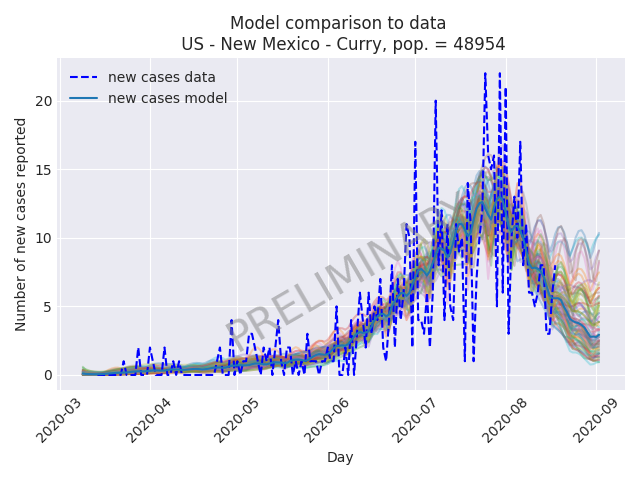 Model comparison to data
US - New Mexico - Curry, pop. = 48954
new cases data
new cases model
PRELIMINARY
Number of new cases reported
20
15
10
5
0
2020-03
2020-04
2020-05
2020-06
2020-07
2020-08
2020-09
Day